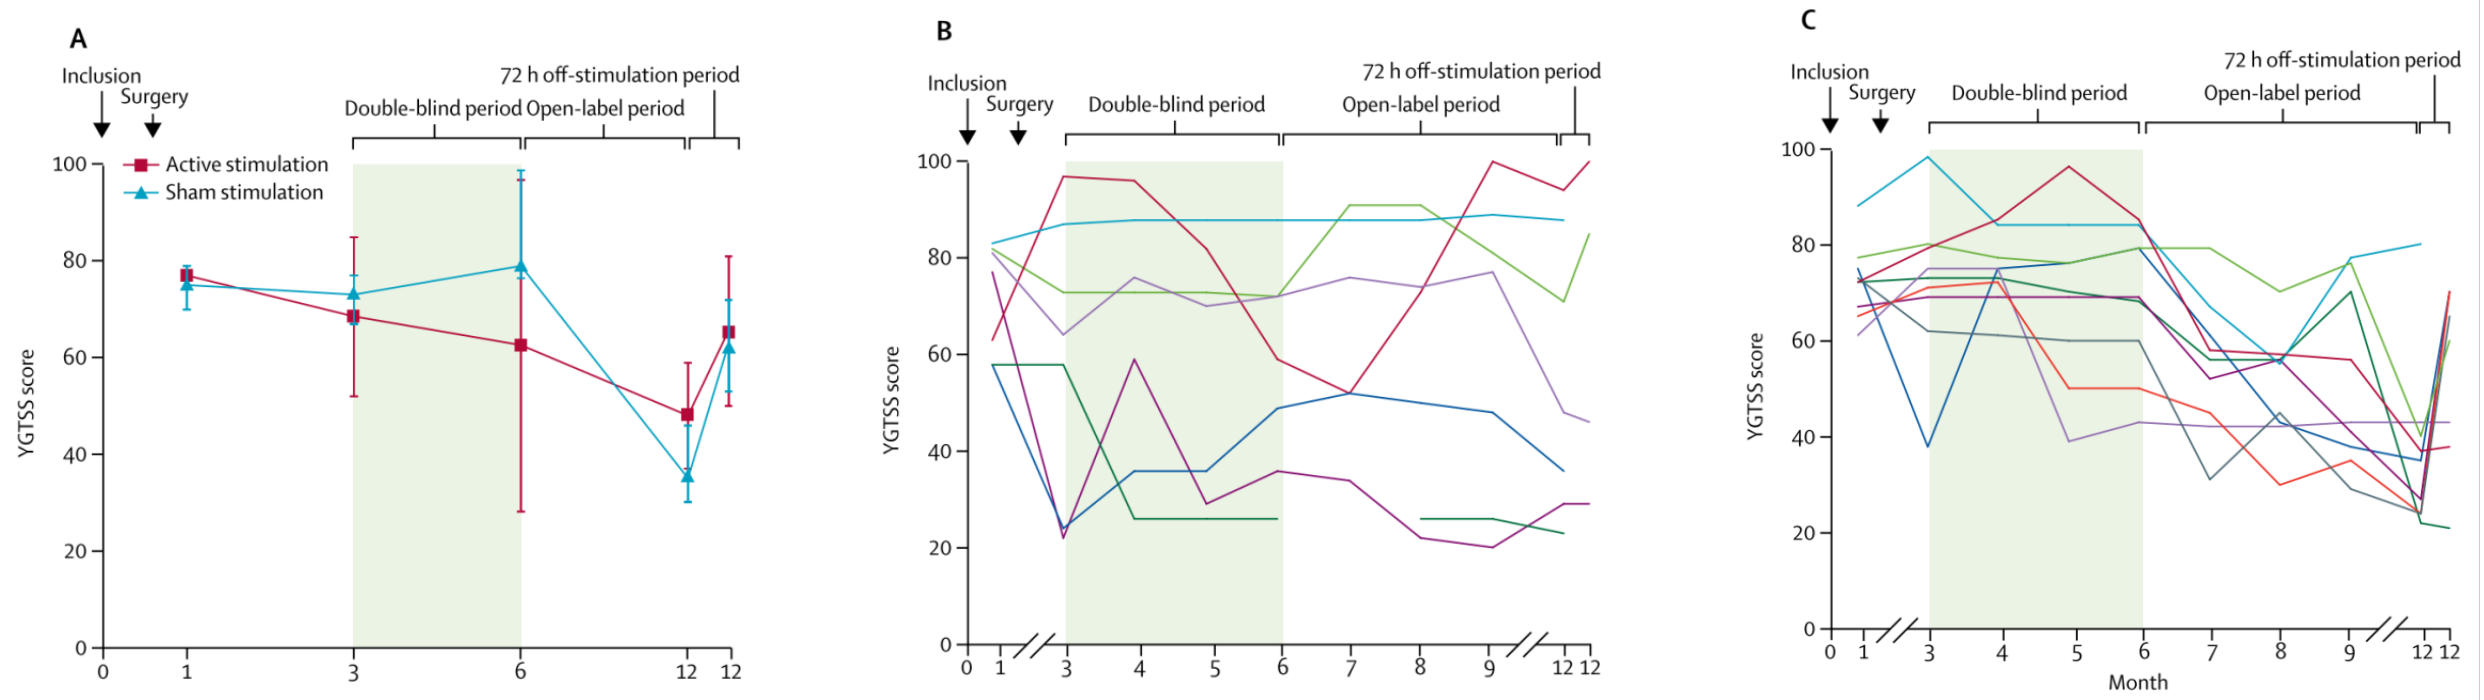 A
Inclusion
Surgery
72 h off-stimulation period
Double-blind period
Open-label period
Active stimulation
Sham stimulation
YGTSS score
100
80
60
40
20
0
0 1 3 6 12 12
B
Inclusion
Surgery
72 h off-stimulation period
Double-blind period
Open-label period
YGTSS score
100
80
60
40
20
0
0 1 3 4 5 6 7 8 9 12 12
C
Inclusion
Surgery
72 h off-stimulation period
Double-blind period
Open-label period
YGTSS score
100
80
60
40
20
0
0 1 3 4 5 6 7 8 9 12 12
Month